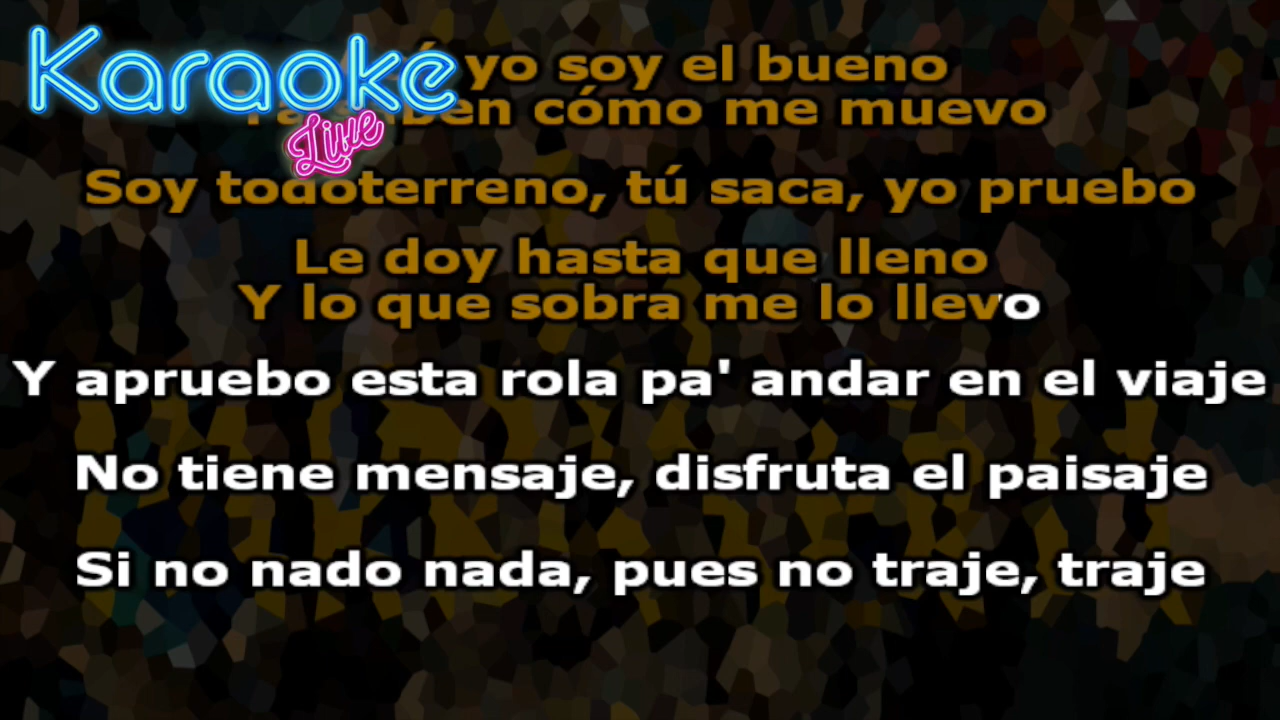 Karaoke
Live
yo soy el bueno
cómo me muevo
Soy todoterreno, tú saca, yo pruebo
Le doy hasta que lleno
Y lo que sobra me lo llevo
Y apruebo esta rola pa' andar en el viaje
No tiene mensaje, disfruta el paisaje
Si no nado nada, pues no traje, traje